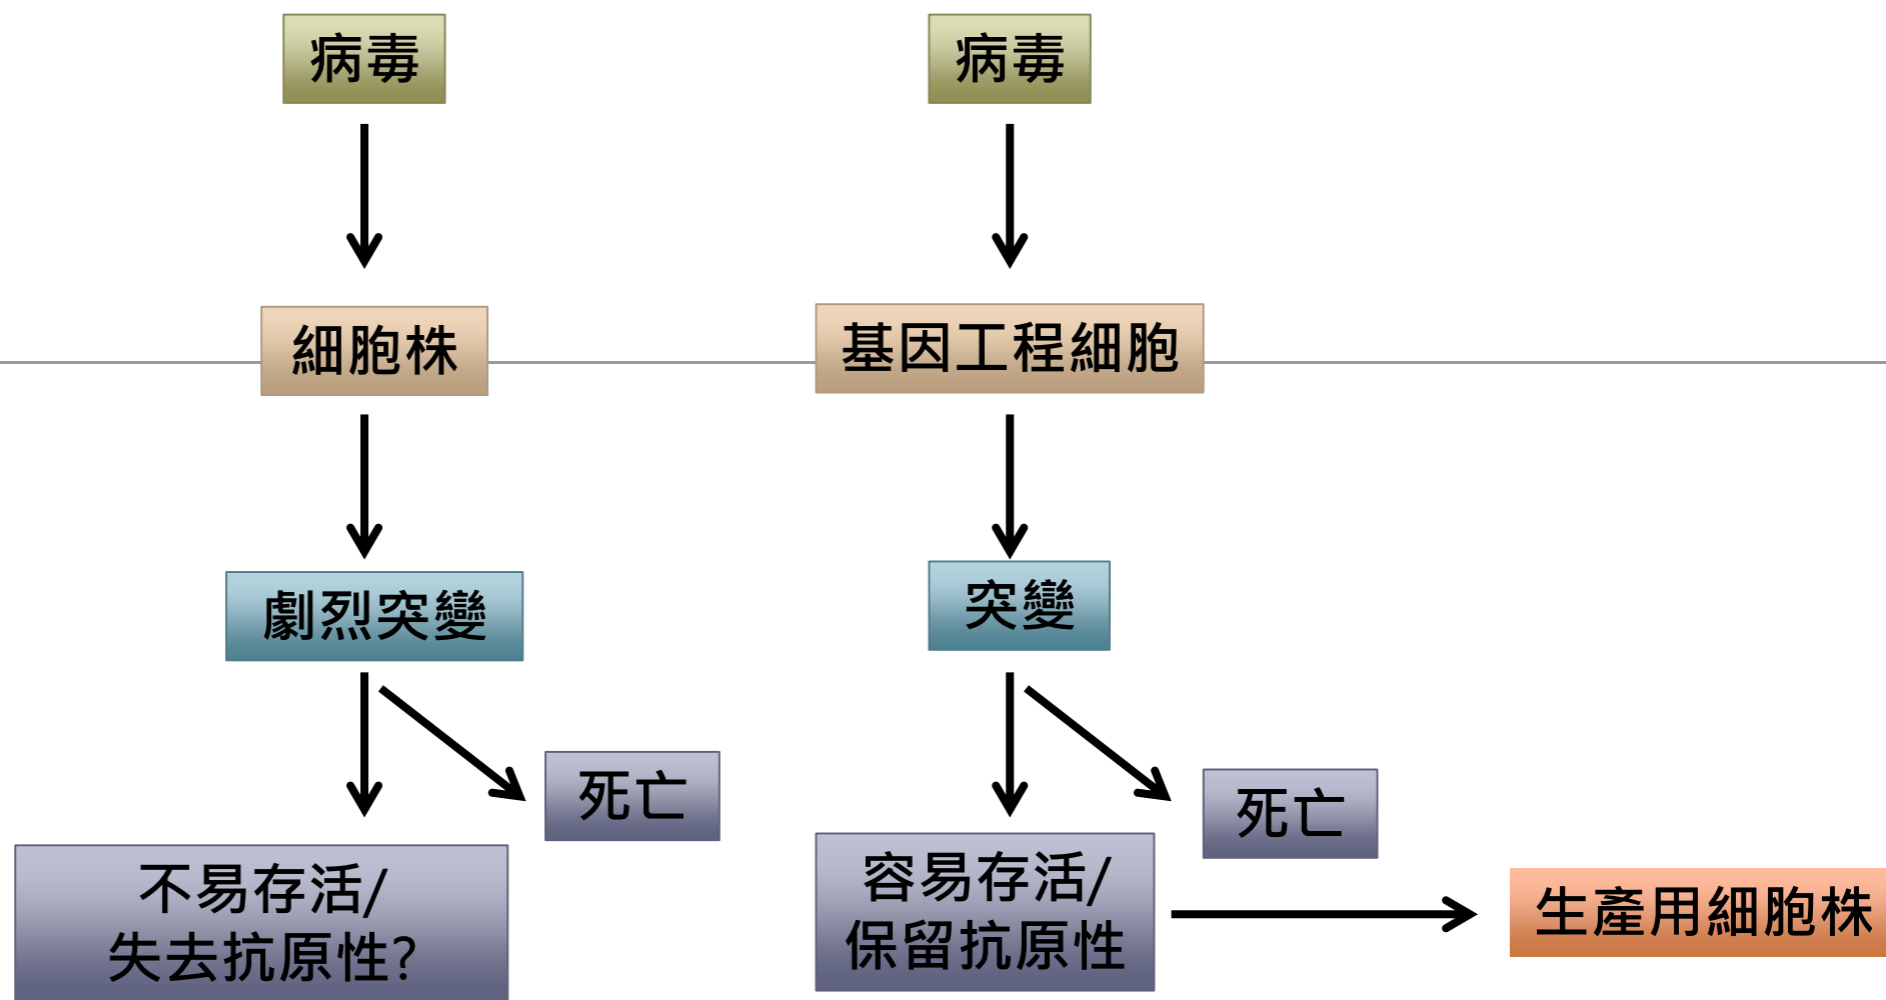 病毒
病毒
細胞株
基因工程細胞
劇烈突變
突變
死亡
死亡
不易存活/
失去抗原性?
容易存活/
保留抗原性
生產用細胞株